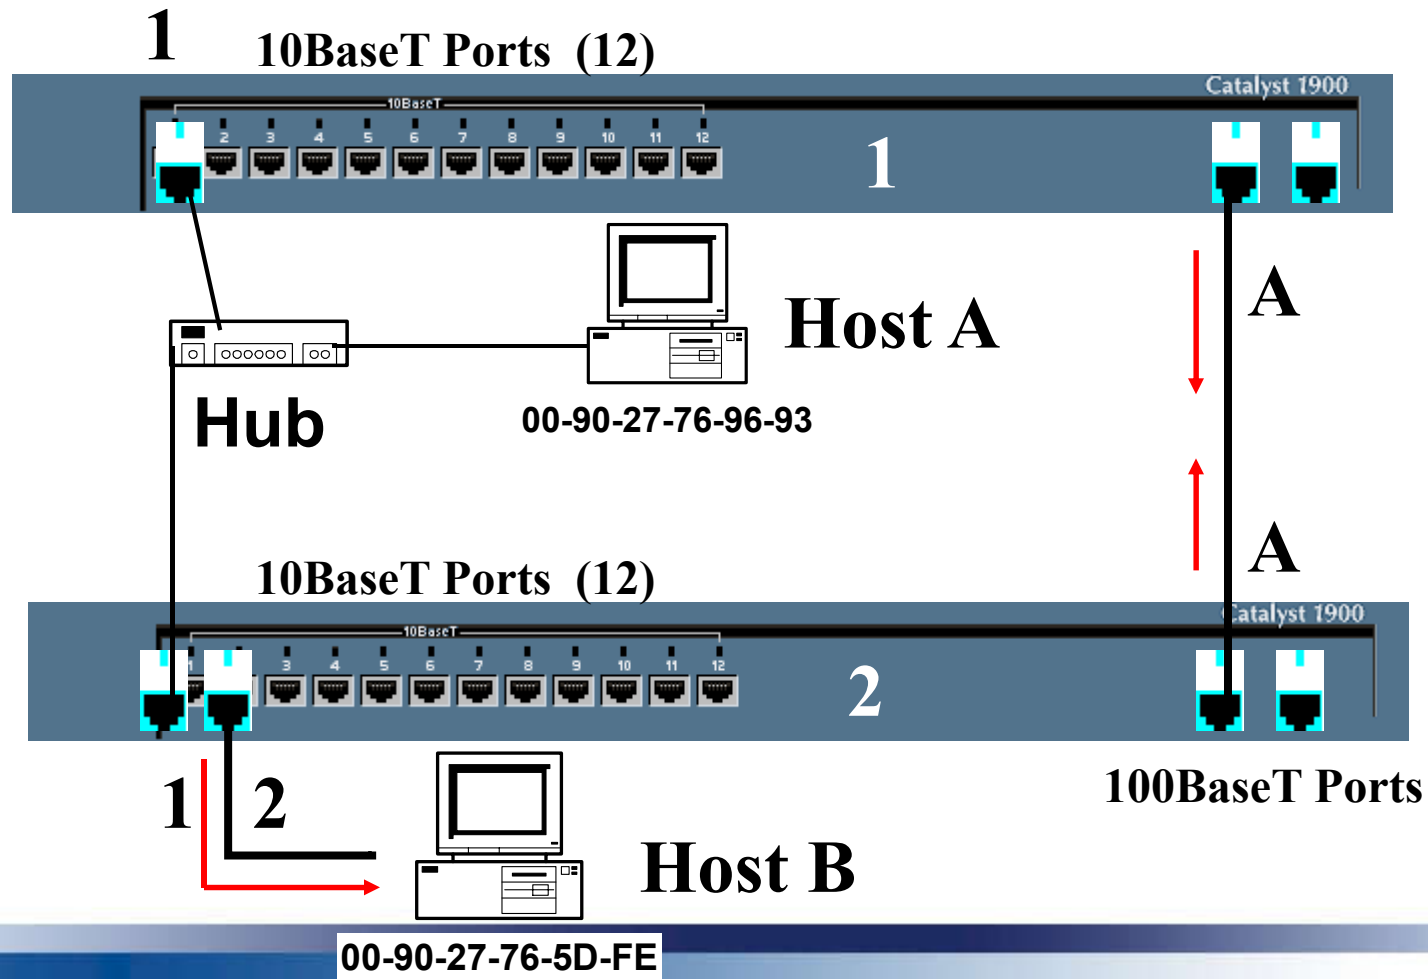 1
10BaseT Ports (12)
Catalyst 1900
10BaseT
2 3 4 5 6 7 8 9 10 11 12
1
A
Host A
Hub
00-90-27-76-96-93
A
10BaseT Ports (12)
Catalyst 1900
10BaseT
1 3 4 5 6 7 8 9 10 11 12
2
1 2
100BaseT Ports
Host B
00-90-27-76-5D-FE